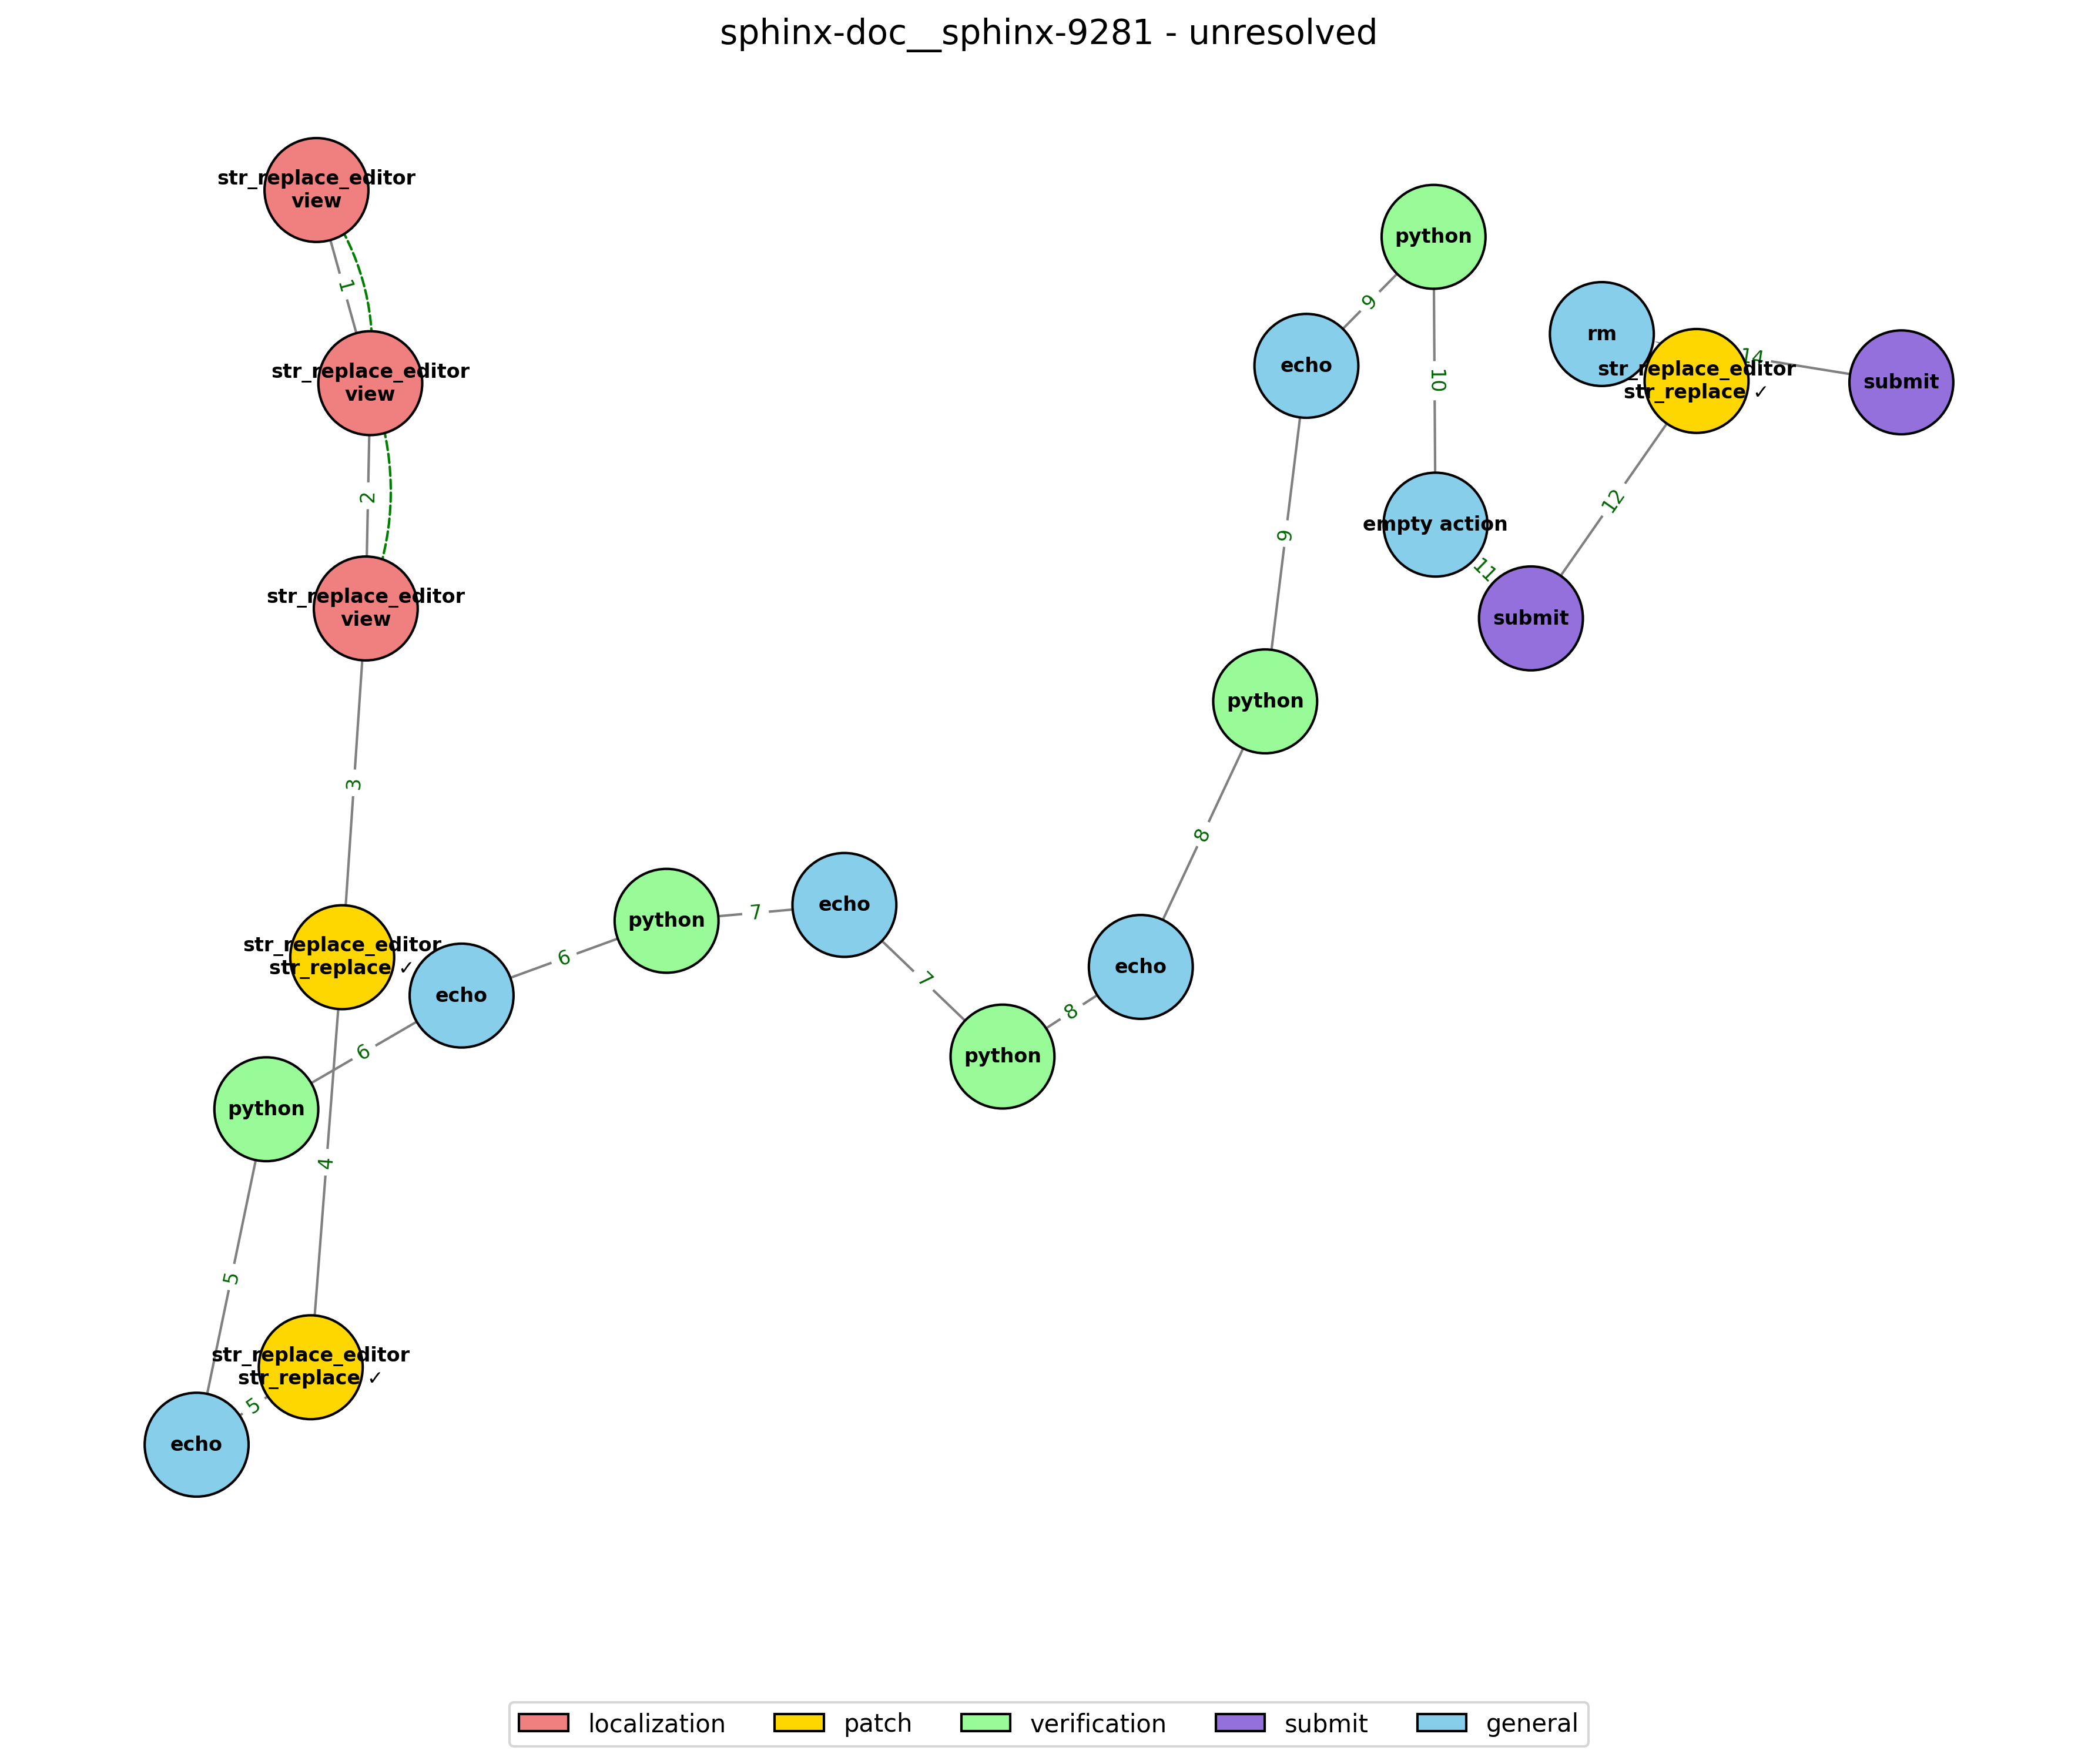 sphinx-doc__sphinx-9281 - unresolved
str_replace_editor
view
1
str_replace_editor
view
2
str_replace_editor
view
3
str_replace_editor
str_replace ✓
4
str_replace_editor
str_replace ✓
5
echo
5
python
6
echo
6
python
7
echo
7
python
8
echo
8
python
9
echo
9
python
10
empty action
11
submit
12
str_replace_editor
str_replace ✓
rm
14
submit
localization
patch
verification
submit
general